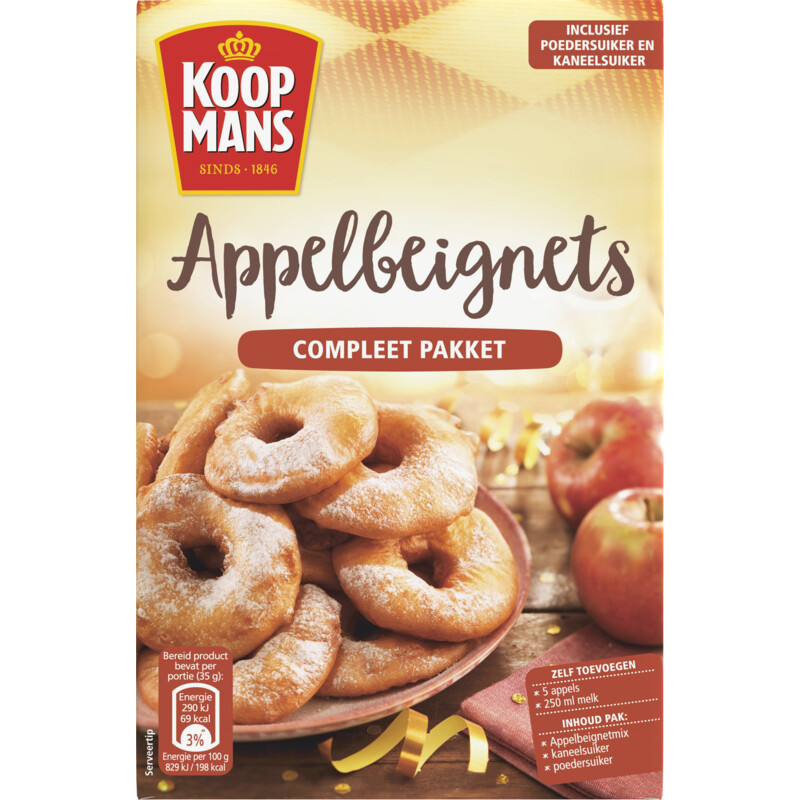 KOOP
MANS
SINDS · 1846
INCLUSIEF
POEDERSUIKER EN
KANEELSUIKER
Appelbeignets
COMPLEET PAKKET
Bereid product
bevat per
portie (35 g):
Energie
290 kJ
69 kcal
3%**
Energie per 100 g
829 kJ / 198 kcal
Serveertip
ZELF TOEVOEGEN
* 5 appels
* 250 ml melk
INHOUD PAK:
* Appelbeignetmix
* kaneelsuiker
* poedersuiker